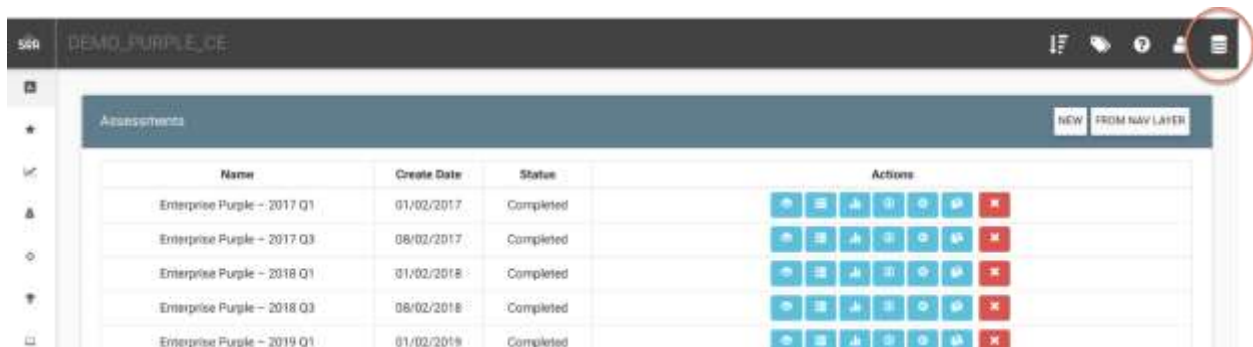 SRA DEMO_PURPLE_CE
Assessments NEW FROM NAV LAYER
Name Create Date Status Actions
Enterprise Purple – 2017 Q1 01/02/2017 Completed
Enterprise Purple – 2017 Q3 08/02/2017 Completed
Enterprise Purple – 2018 Q1 01/02/2018 Completed
Enterprise Purple – 2018 Q3 08/02/2018 Completed
Enterprise Purple – 2019 Q1 01/02/2019 Completed